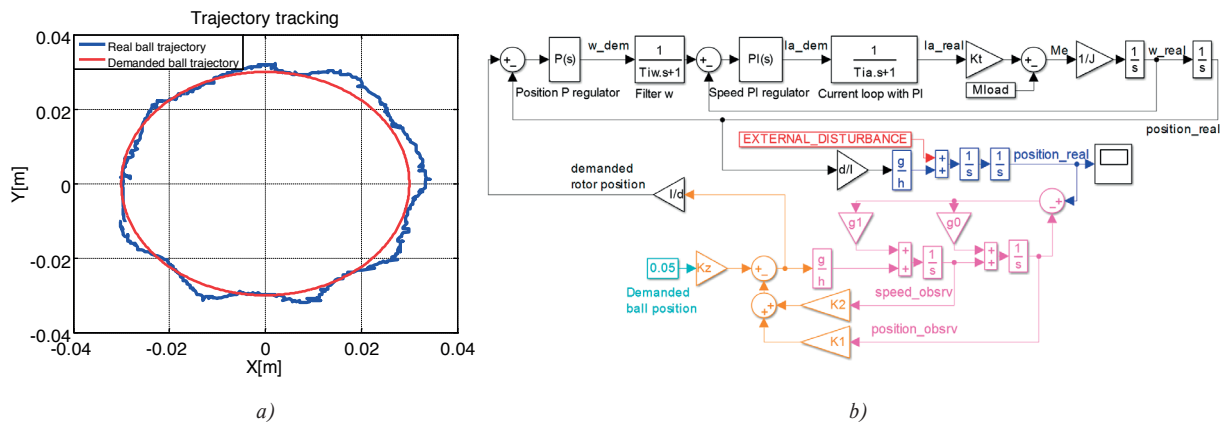 Trajectory tracking
0.04
Real ball trajectory
Demanded ball trajectory
0.02
Y[m]
0
-0.02
-0.04
-0.04
-0.02
0
0.02
0.04
X[m]
a)
w_dem
Ia_dem
Ia_real
Me
w_real
P(s)
1
Tiw.s+1
PI(s)
1
Tia.s+1
Kt
1/J
1
s
1
s
Position P regulator
Filter w
Speed PI regulator
Current loop with PI
Mload
position_real
EXTERNAL_DISTURBANCE
position_real
d/l
g
h
1
s
1
s
demanded
rotor position
l/d
g1
g0
0.05
Kz
g
h
1
s
1
s
Demanded
ball position
speed_obsrv
K2
position_obsrv
K1
b)